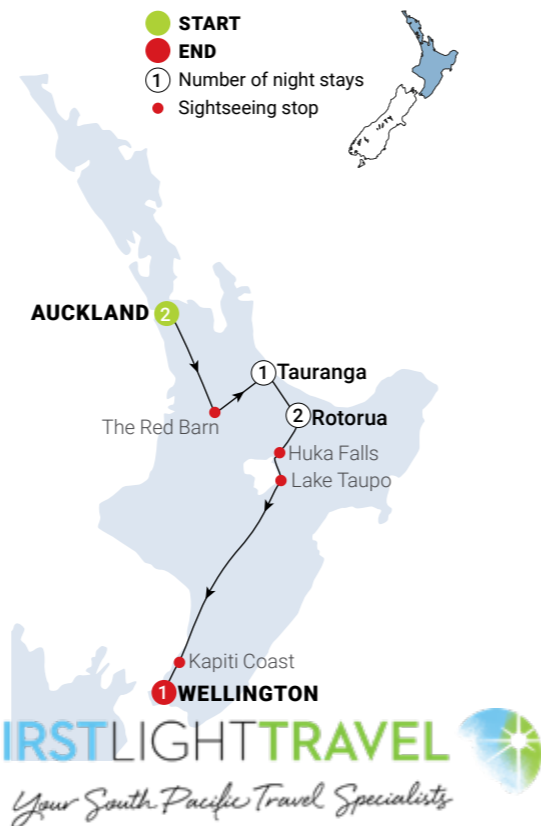 START
END
1 Number of night stays
Sightseeing stop
AUCKLAND 2
1 Tauranga
The Red Barn
2 Rotorua
Huka Falls
Lake Taupo
Kapiti Coast
1 WELLINGTON
IRSTLIGHTTRAVEL
Your South Pacific Travel Specialists